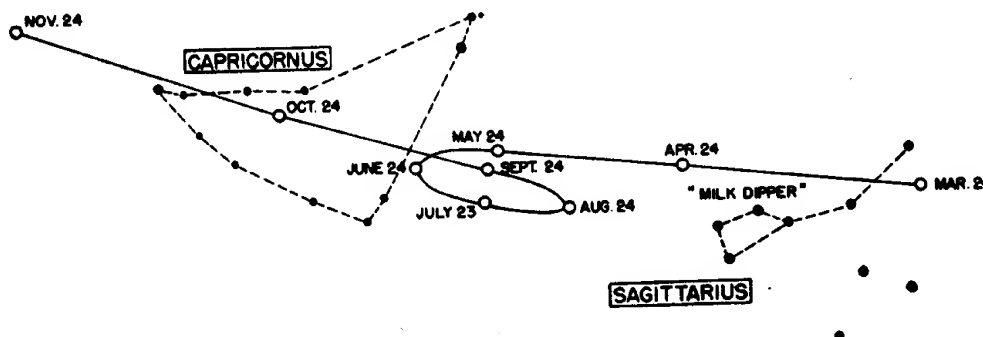 NOV. 24
CAPRICORNUS
OCT. 24
MAY 24
APR. 24
JUNE 24
SEPT. 24
MAR. 2
"MILK DIPPER"
JULY 23
AUG. 24
SAGITTARIUS